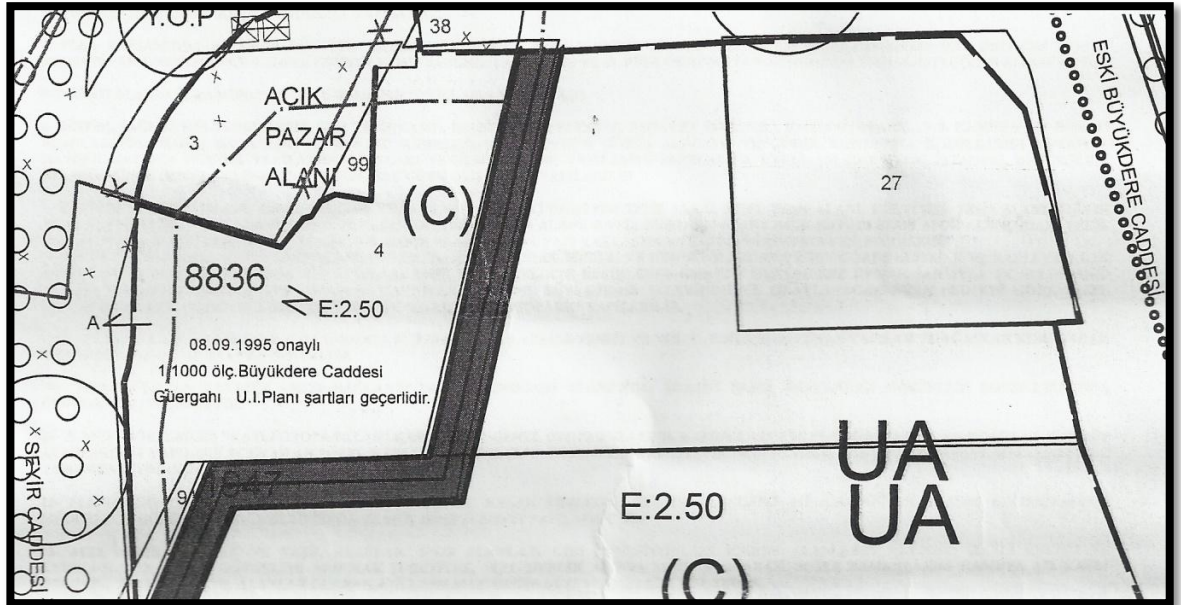 Y.O.P
38
ESKİ BÜYÜKDERE CADDESİ
ACIK
PAZAR
ALANI
3
99
(C)
27
4
8836
E:2.50
N
A
08.09.1995 onaylı
1/1000 ölç.Büyükdere Caddesi
Güergahı U.I.Planı şartları geçerlidir.
UA
UA
E:2.50
(C)
9
SEYİR CADDESİ